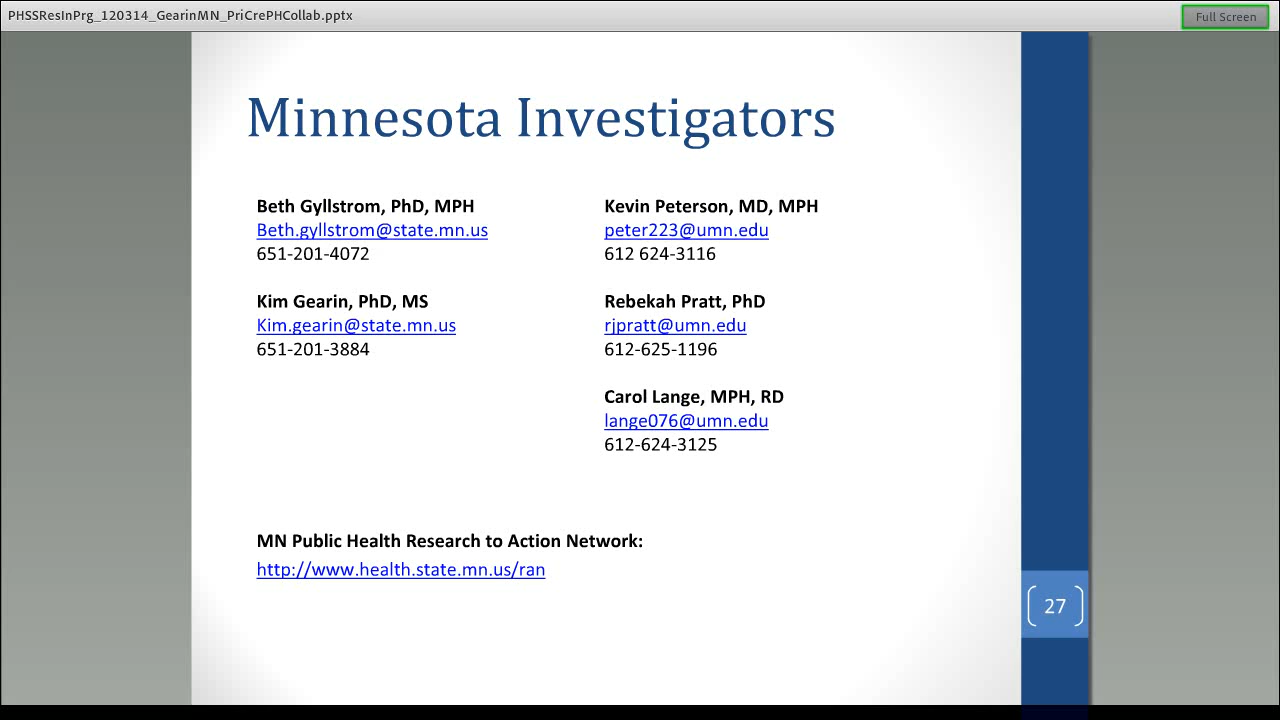 PHSSResInPrg_120314_GearinMN_PriCrePHCollab.pptx
Full Screen
Minnesota Investigators
Beth Gyllstrom, PhD, MPH
Beth.gyllstrom@state.mn.us
651-201-4072
Kim Gearin, PhD, MS
Kim.gearin@state.mn.us
651-201-3884
Kevin Peterson, MD, MPH
peter223@umn.edu
612 624-3116
Rebekah Pratt, PhD
rjpratt@umn.edu
612-625-1196
Carol Lange, MPH, RD
lange076@umn.edu
612-624-3125
MN Public Health Research to Action Network:
http://www.health.state.mn.us/ran
27